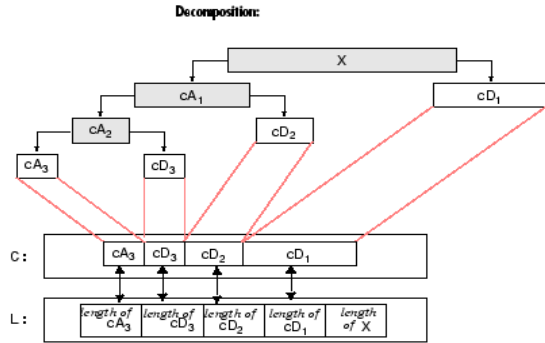 Decomposition:
X
cA1 cD1
cA2 cD2
cA3 cD3
C: cA3 cD3 cD2 cD1
L: length of cA3 length of cD3 length of cD2 length of cD1 length of X